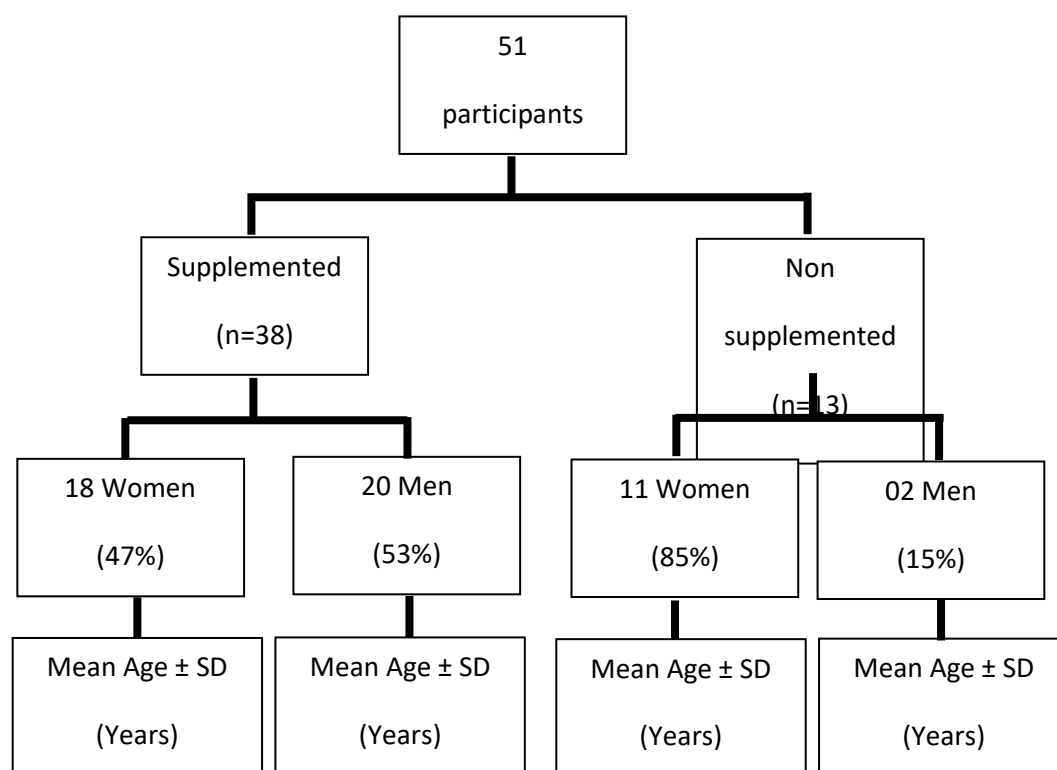 51
participants
Supplemented
(n=38)
Non
supplemented
(n=13)
18 Women
(47%)
20 Men
(53%)
11 Women
(85%)
02 Men
(15%)
Mean Age ± SD
(Years)
Mean Age ± SD
(Years)
Mean Age ± SD
(Years)
Mean Age ± SD
(Years)